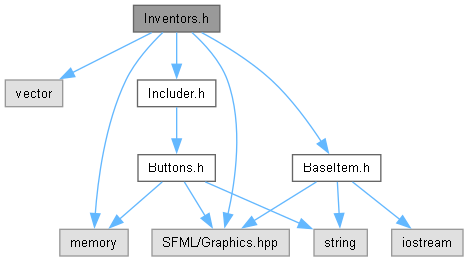 Inventors.h
vector
Includer.h
Buttons.h
BaseItem.h
memory
SFML/Graphics.hpp
string
iostream